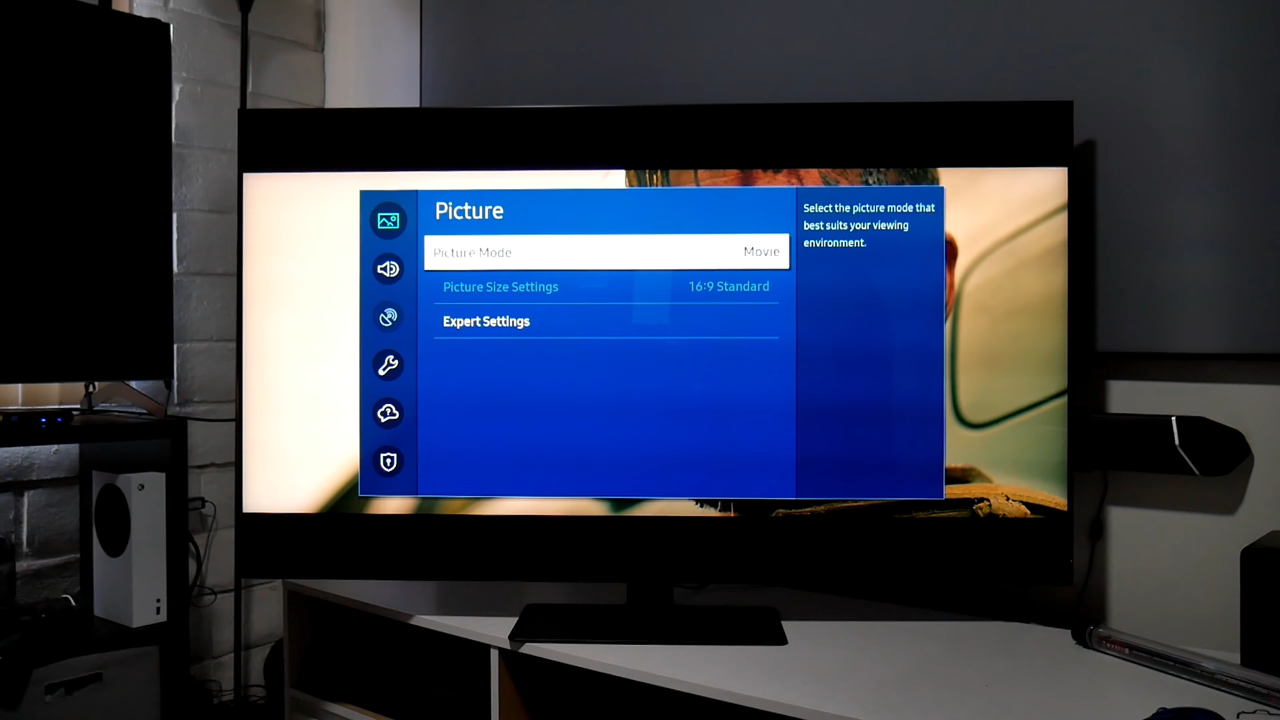 Picture
Picture Mode Movie
Picture Size Settings 16:9 Standard
Expert Settings
Select the picture mode that
best suits your viewing
environment.